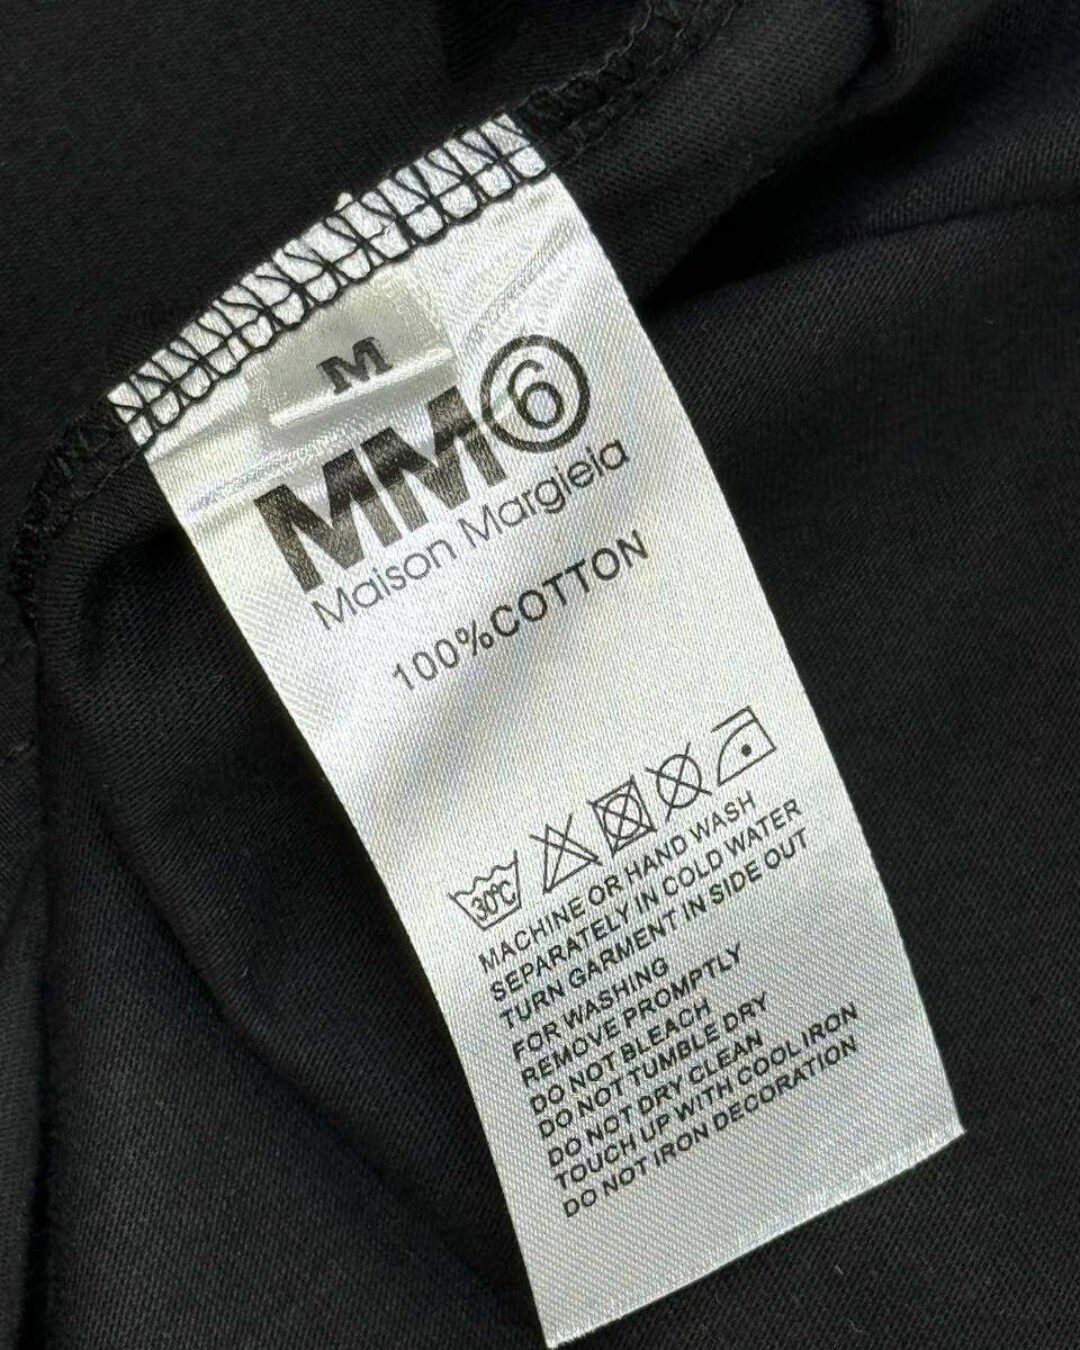 M
MM⑥
Maison Margiela
100%COTTON
30℃
MACHINE OR HAND WASH
SEPARATELY IN COLD WATER
TURN GARMENT IN SIDE OUT
FOR WASHING
REMOVE PROMPTLY
DO NOT BLEACH
DO NOT TUMBLE DRY
DO NOT DRY CLEAN
TOUCH UP WITH COOL IRON
DO NOT IRON DECORATION